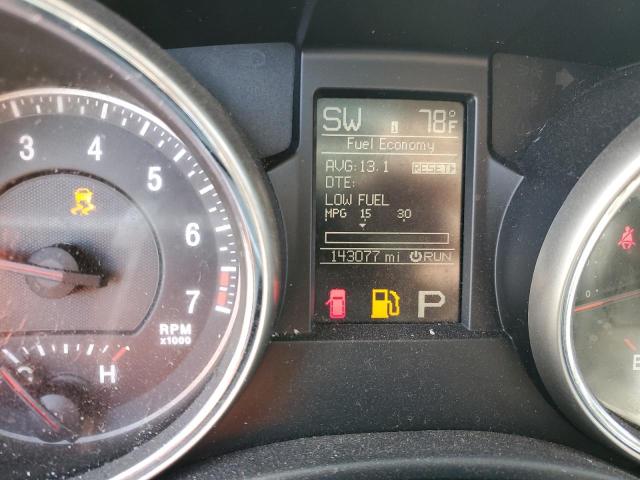 SW 78°F
Fuel Economy
AVG:13.1 RESET
DTE:
LOW FUEL
MPG 15 30
143077 mi RUN
P
3
4
5
6
7
RPM
x1000
C H
0
E